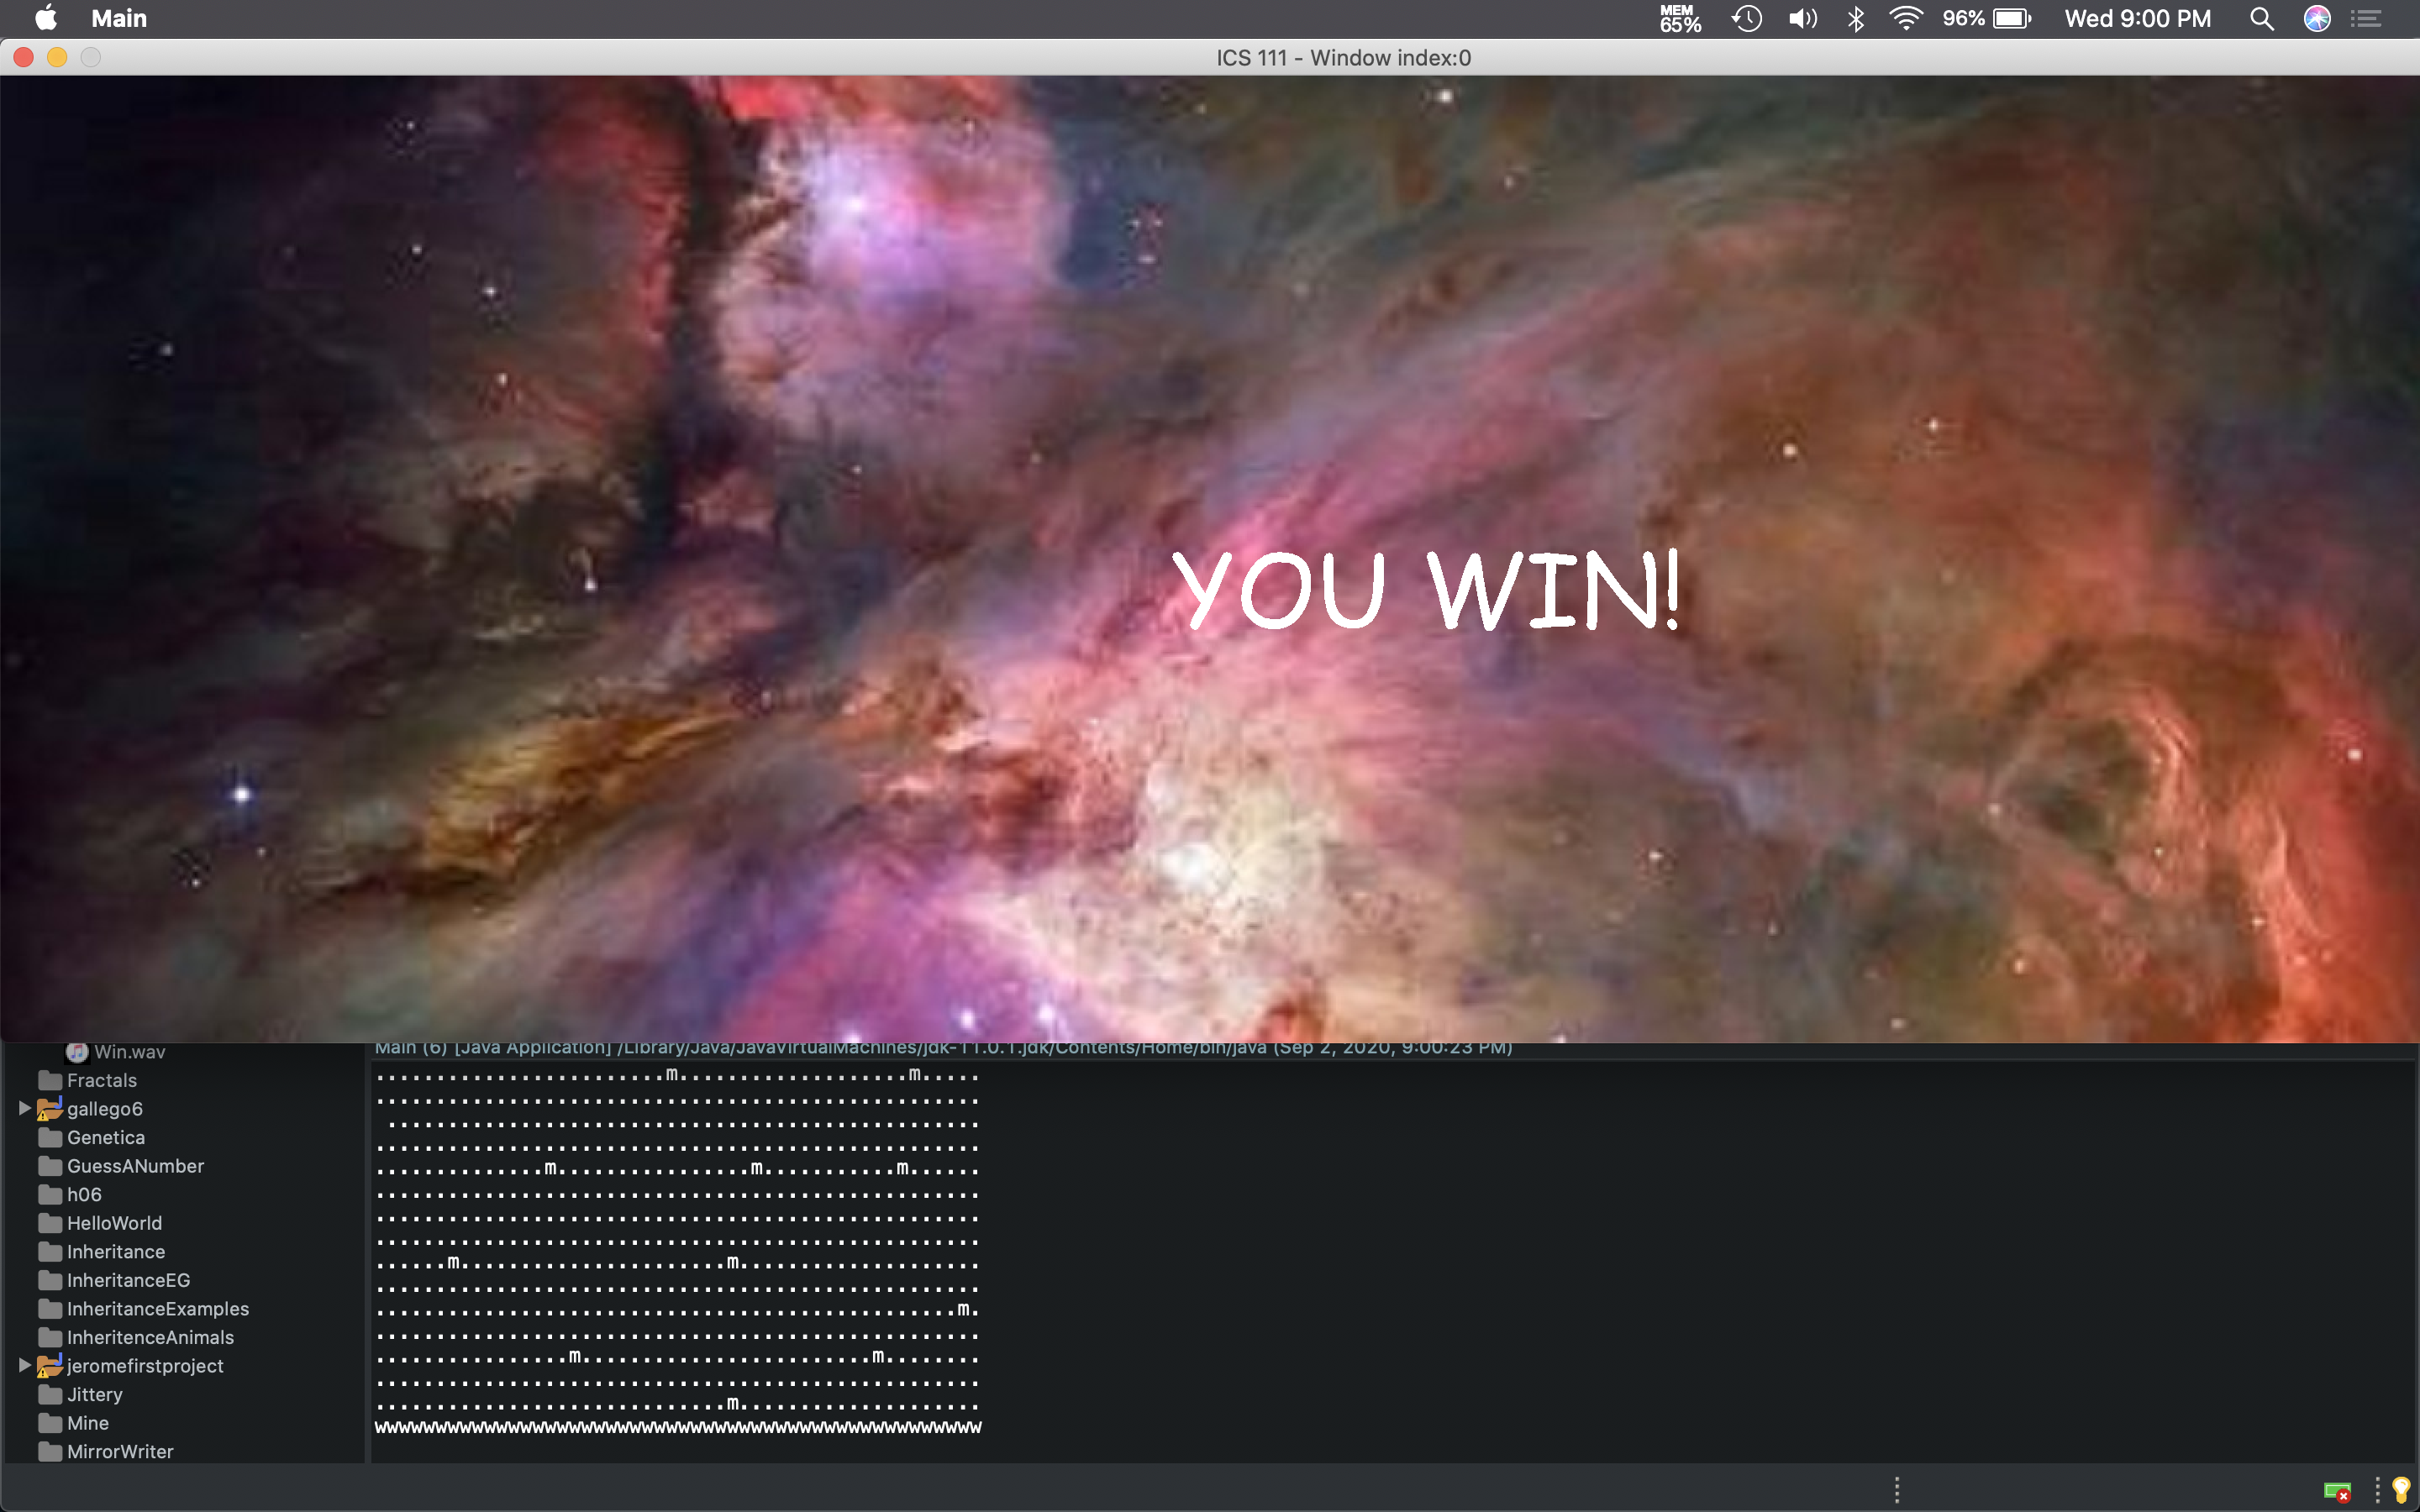 Main
MEM
65%
96%
Wed 9:00 PM
ICS 111 - Window index:0
YOU WIN!
Win.wav
Fractals
gallego6
Genetica
GuessANumber
h06
HelloWorld
Inheritance
InheritanceEG
InheritanceExamples
InheritenceAnimals
jeromefirstproject
Jittery
Mine
MirrorWriter
Main (6) [Java Application] /Library/Java/JavaVirtualMachines/jdk-11.0.1.jdk/Contents/Home/bin/java (Sep 2, 2020, 9:00:23 PM)
........................m...................m.....
..................................................
 .................................................
..................................................
..............m................m...........m......
..................................................
..................................................
..................................................
......m......................m....................
..................................................
................................................m.
..................................................
................m........................m........
..................................................
.............................m....................
wwwwwwwwwwwwwwwwwwwwwwwwwwwwwwwwwwwwwwwwwwwwwwwwww